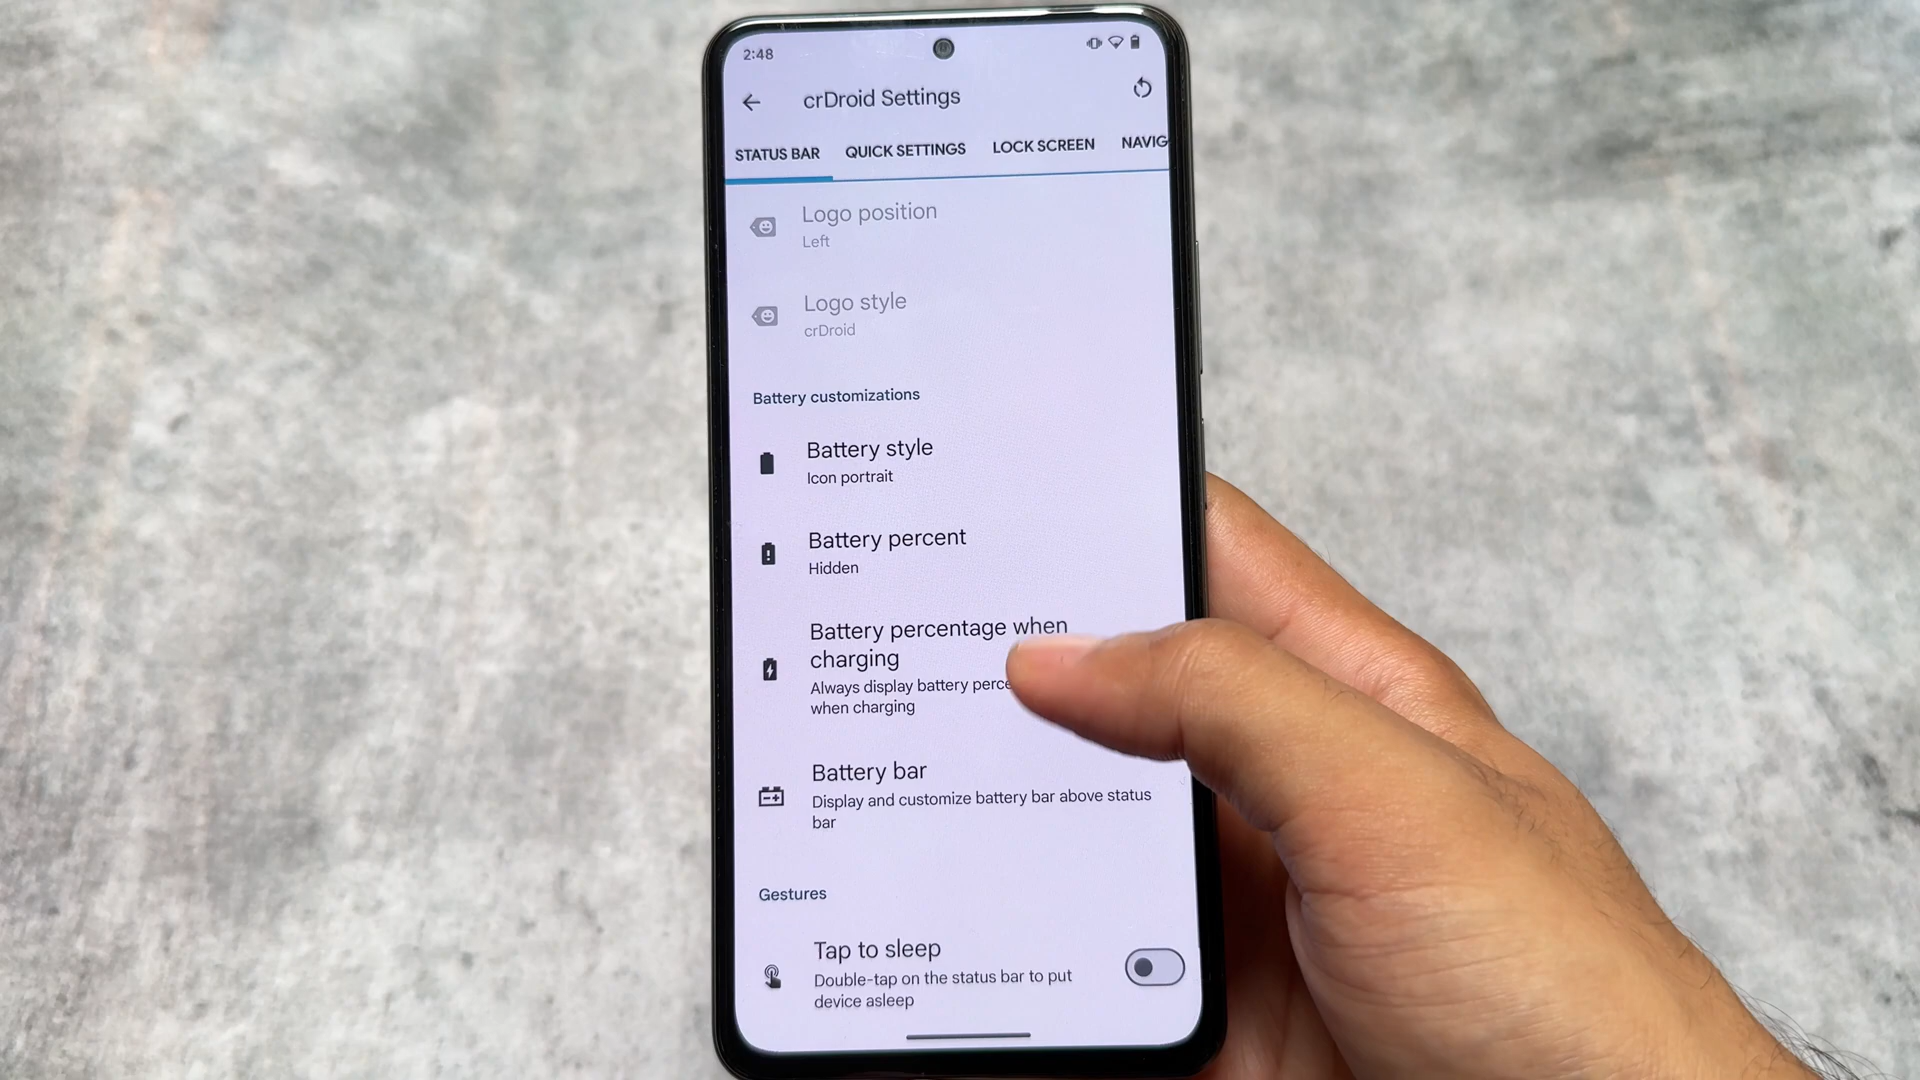 2:48
crDroid Settings
STATUS BAR QUICK SETTINGS LOCK SCREEN NAVIG
Logo position
Left
Logo style
crDroid
Battery customizations
Battery style
Icon portrait
Battery percent
Hidden
Battery percentage when
charging
Always display battery perce
when charging
Battery bar
Display and customize battery bar above status
bar
Gestures
Tap to sleep
Double-tap on the status bar to put
device asleep